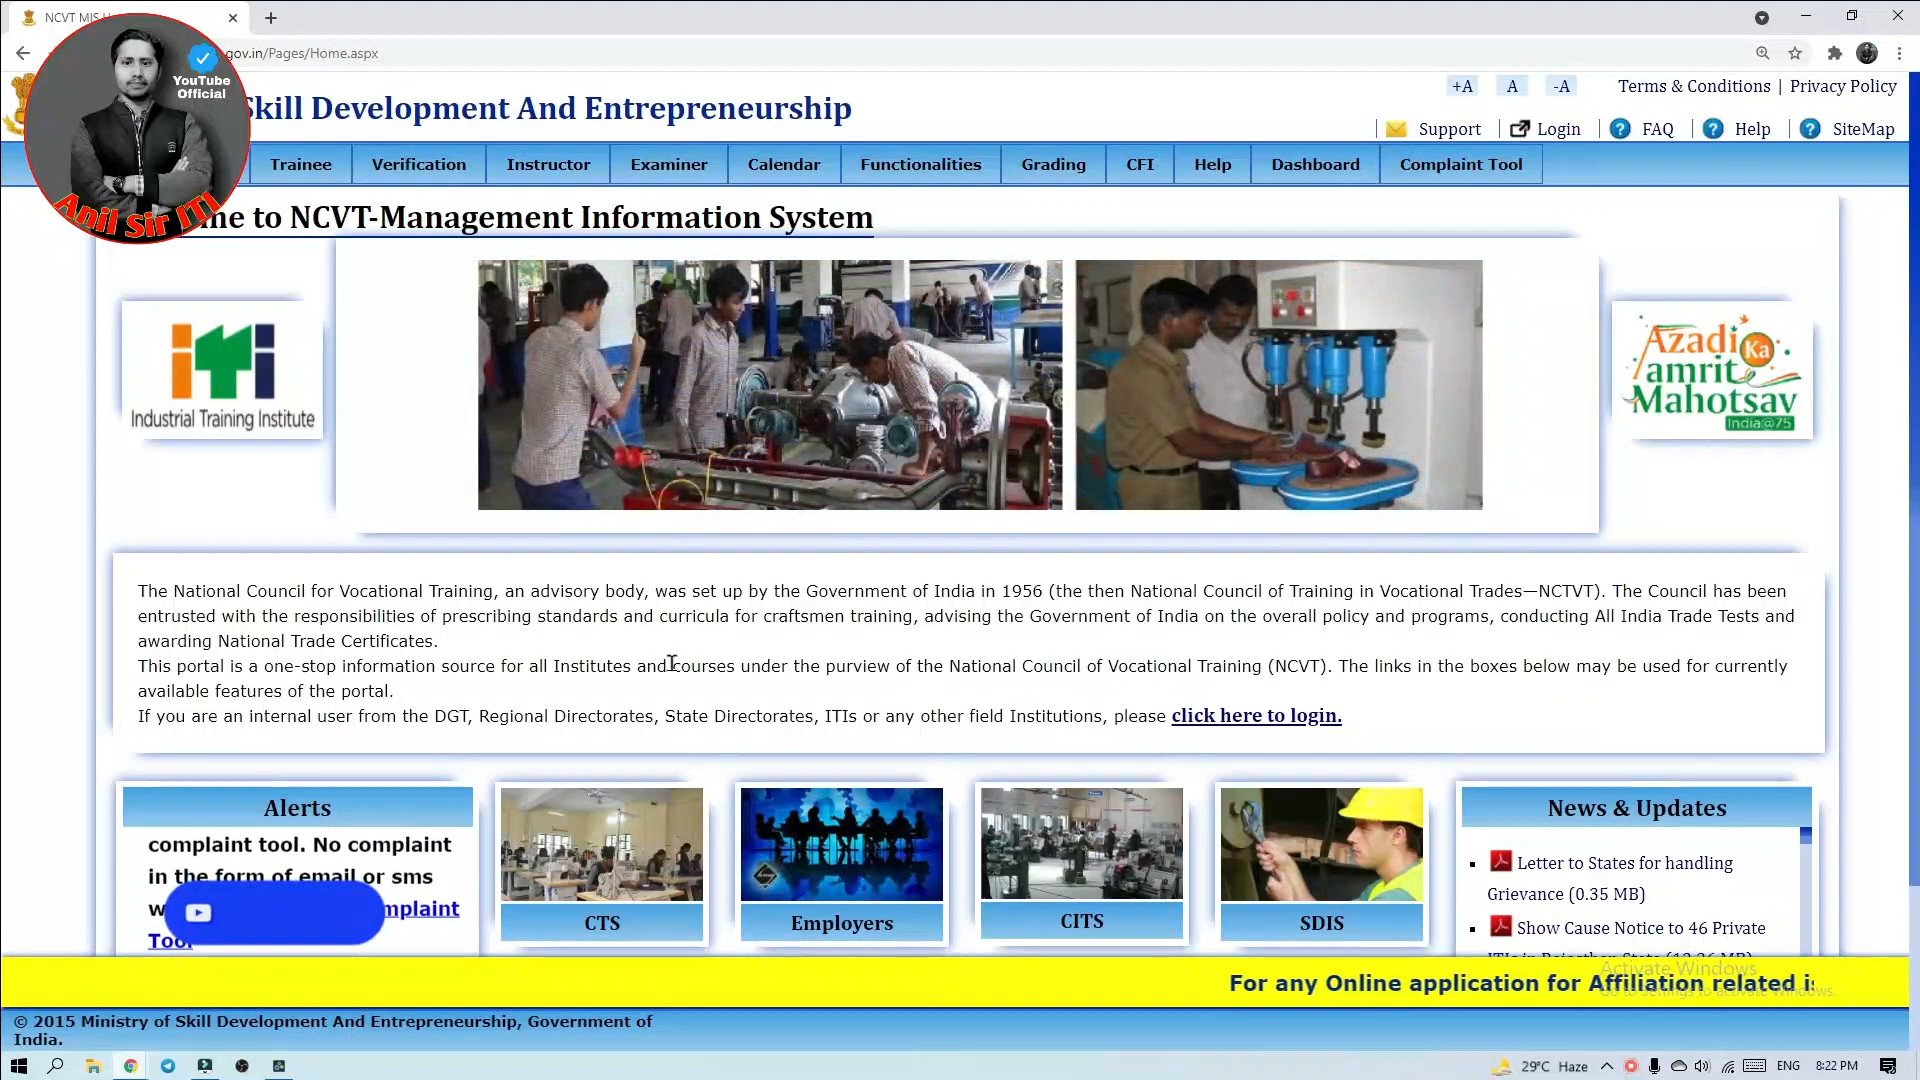 NCVT MIS
gov.in/Pages/Home.aspx
YouTube
Official
Anil Sir ITI
Skill Development And Entrepreneurship
+A A -A Terms & Conditions | Privacy Policy
Support Login FAQ Help SiteMap
Trainee Verification Instructor Examiner Calendar Functionalities Grading CFI Help Dashboard Complaint Tool
me to NCVT-Management Information System
iti
Industrial Training Institute
Azadi Ka
amrit
Mahotsav
India@75
The National Council for Vocational Training, an advisory body, was set up by the Government of India in 1956 (the then National Council of Training in Vocational Trades—NCTVT). The Council has been
entrusted with the responsibilities of prescribing standards and curricula for craftsmen training, advising the Government of India on the overall policy and programs, conducting All India Trade Tests and
awarding National Trade Certificates.
This portal is a one-stop information source for all Institutes and courses under the purview of the National Council of Vocational Training (NCVT). The links in the boxes below may be used for currently
available features of the portal.
If you are an internal user from the DGT, Regional Directorates, State Directorates, ITIs or any other field Institutions, please click here to login.
Alerts
complaint tool. No complaint
in the form of email or sms
w mplaint
Tool
CTS
Employers
CITS
SDIS
News & Updates
Letter to States for handling
Grievance (0.35 MB)
Show Cause Notice to 46 Private
Activate Windows
Go to Settings to activate Windows.
For any Online application for Affiliation related i
© 2015 Ministry of Skill Development And Entrepreneurship, Government of
India.
29°C Haze ENG 8:22 PM